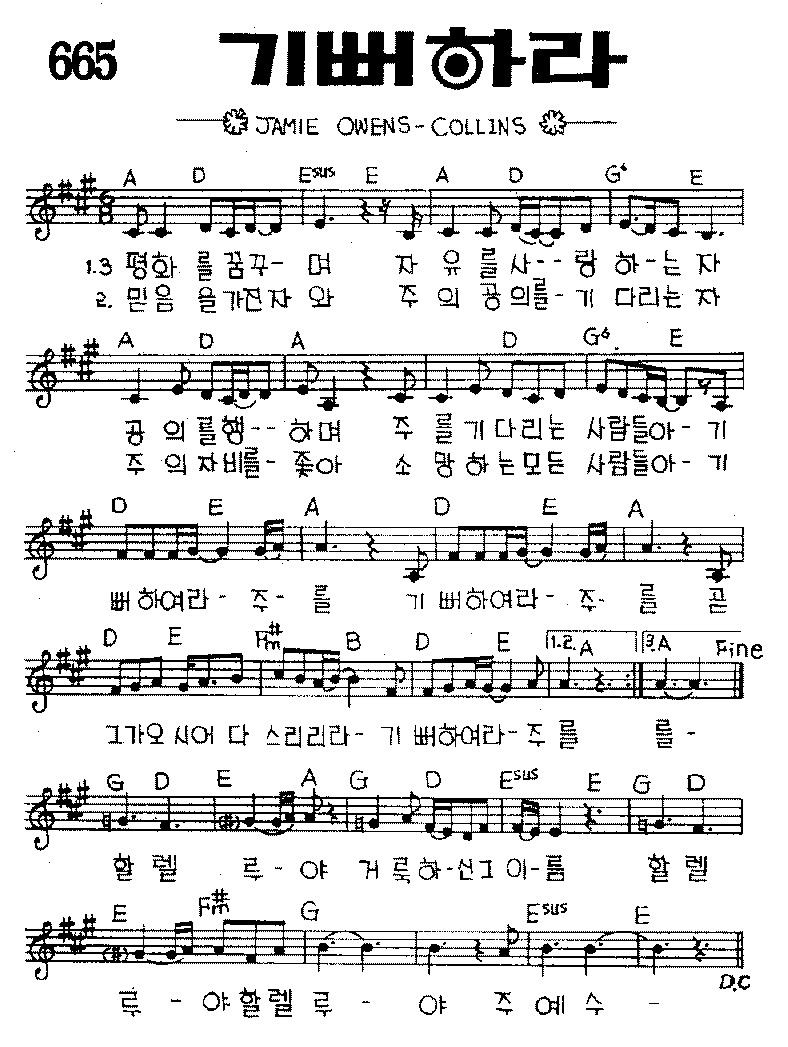 665 기뻐하라
JAMIE OWENS-COLLINS
A D Esus E A D G6 E
1.3 평화를꿈꾸-며 자유를사--랑하-는자
2. 믿음을가진자와 주의공의를-기다리는자
A D A D G6 E
공의를행--하며 주를기다리는사람들아-기
주의자비를-좇아 소망하는모든사람들아-기
D E A D E A
뻐하여라-주-를 기뻐하여라-주-를 곧
D E F#m B D E 1.2. A 3. A Fine
그가오시어다스리리라-기뻐하여라-주를 를-
G D E A G D Esus E G D
할렐루-야 거룩하-신그이-름 할렐
E F#m G Esus E
D.C
루-야할렐루-야 주예수-